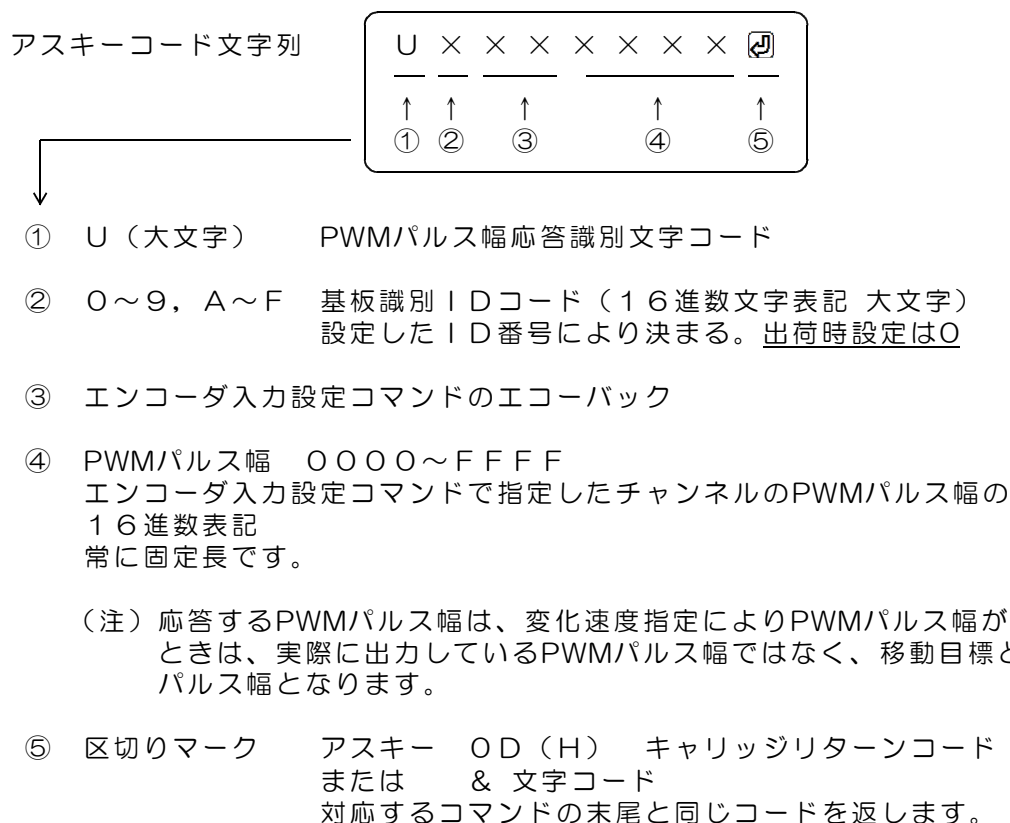 アスキーコード文字列
U × × × × × × ×
↑ ↑ ↑ ↑ ↑
① ② ③ ④ ⑤
① U（大文字） PWMパルス幅応答識別文字コード
② 0～9，A～F 基板識別IDコード（16進数文字表記 大文字）
設定したID番号により決まる。出荷時設定は0
③ エンコーダ入力設定コマンドのエコーバック
④ PWMパルス幅 0000～FFFF
エンコーダ入力設定コマンドで指定したチャンネルのPWMパルス幅の
16進数表記
常に固定長です。
（注）応答するPWMパルス幅は、変化速度指定によりPWMパルス幅が
ときは、実際に出力しているPWMパルス幅ではなく、移動目標と
パルス幅となります。
⑤ 区切りマーク アスキー 0D（H） キャリッジリターンコード
または & 文字コード
対応するコマンドの末尾と同じコードを返します。